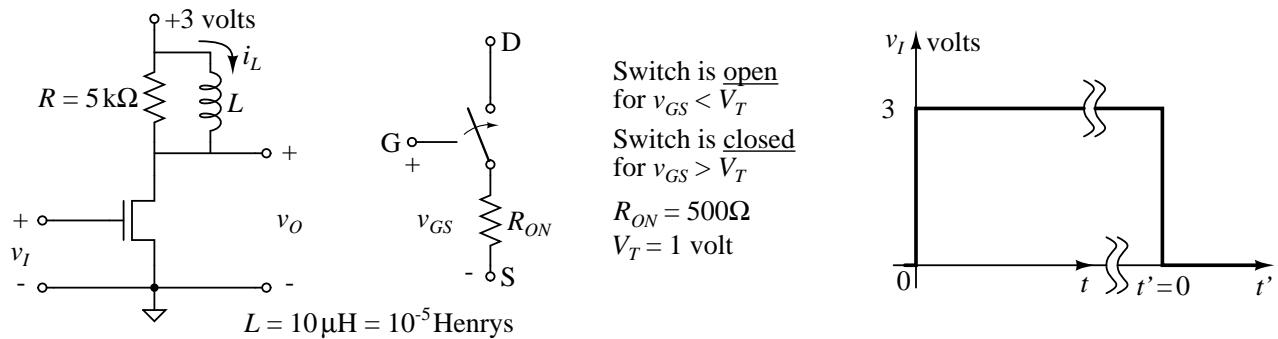 +3 volts
i_L
R = 5 kΩ
L
+
+
v_I
-
v_O
-
L = 10 μH = 10^-5 Henrys
D
G
+
v_GS
R_ON
-
S
Switch is open
for v_GS < V_T
Switch is closed
for v_GS > V_T
R_ON = 500Ω
V_T = 1 volt
v_I volts
3
0
t
t' = 0
t'